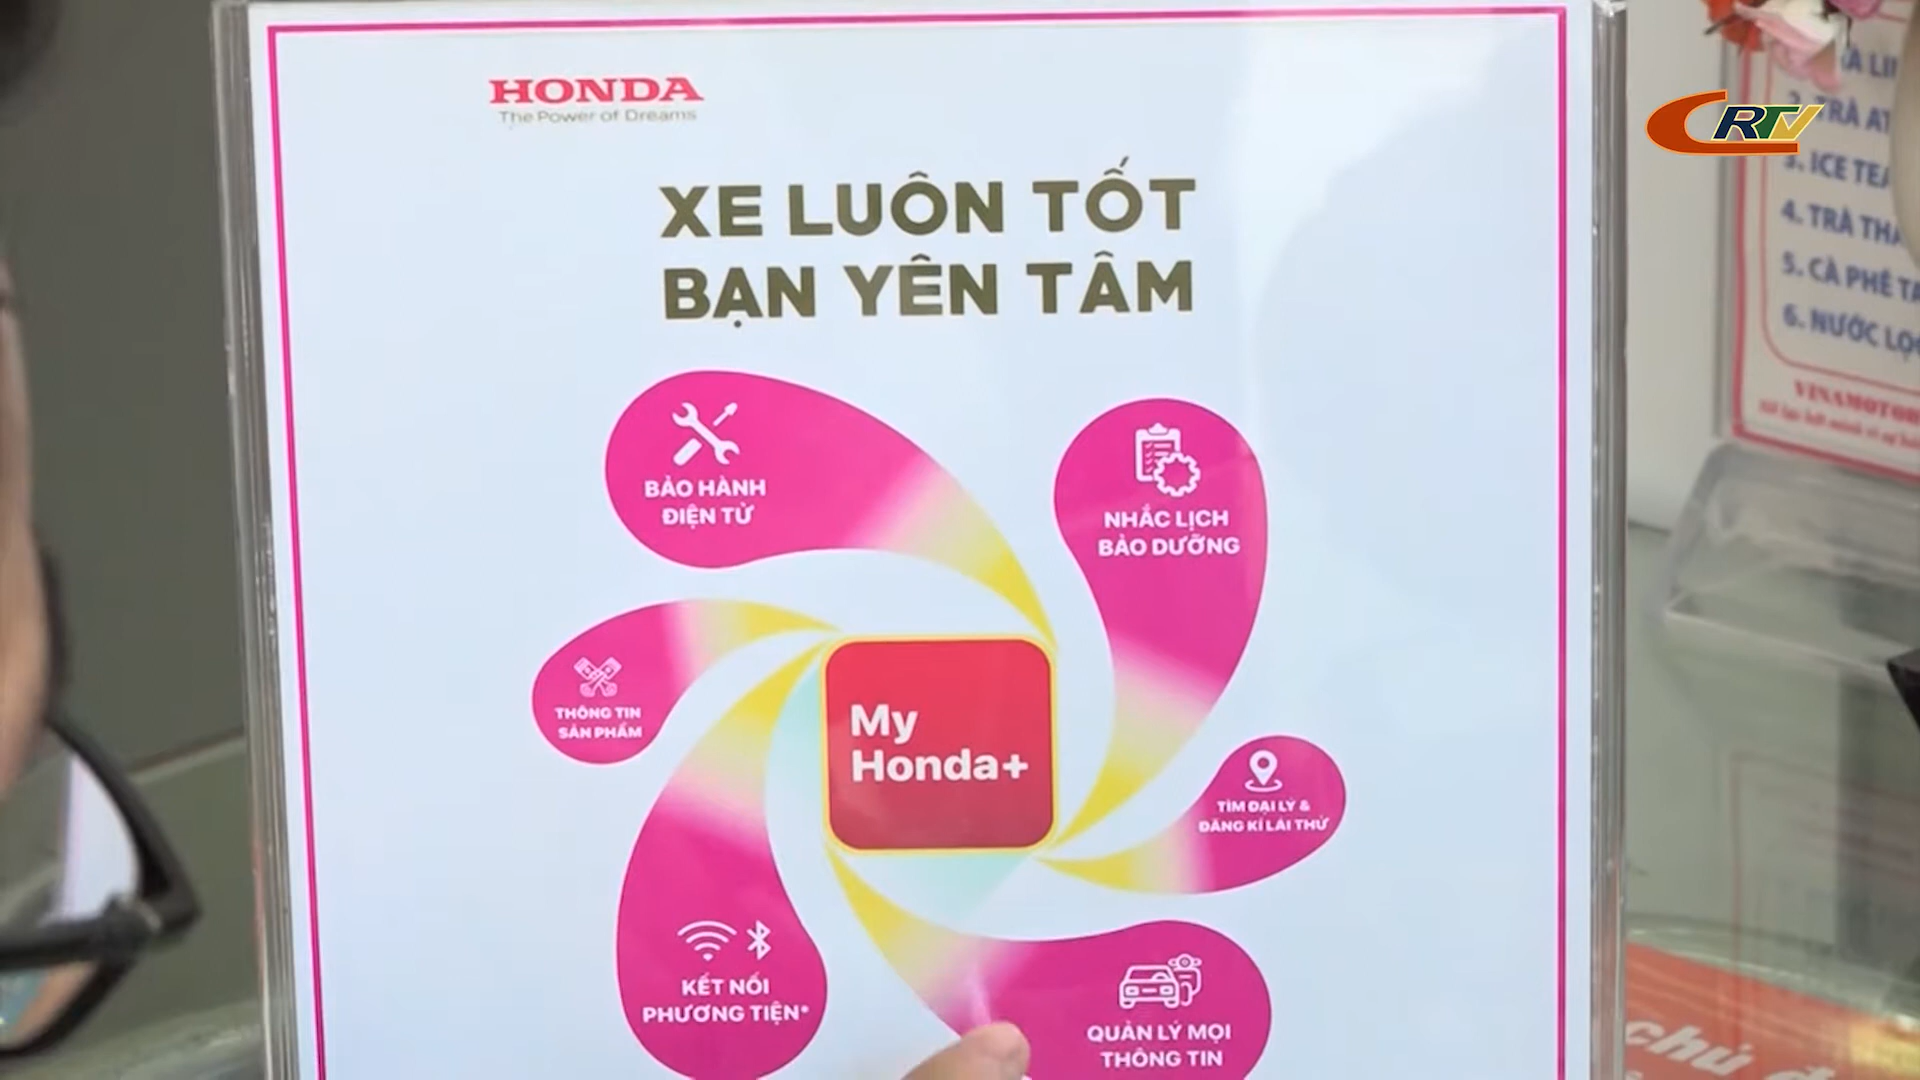 HONDA
The Power of Dreams
XE LUÔN TỐT
BẠN YÊN TÂM
BẢO HÀNH
ĐIỆN TỬ
NHẮC LỊCH
BẢO DƯỠNG
THÔNG TIN
SẢN PHẨM
My
Honda+
TÌM ĐẠI LÝ &
ĐĂNG KÍ LÁI THỬ
KẾT NỐI
PHƯƠNG TIỆN*
QUẢN LÝ MỌI
THÔNG TIN
CRTV
TRÀ
3. ICE TEA
4. TRÀ
5. CÀ PHÊ
6. NƯỚC LỌC
VINAMOTOR
chủ